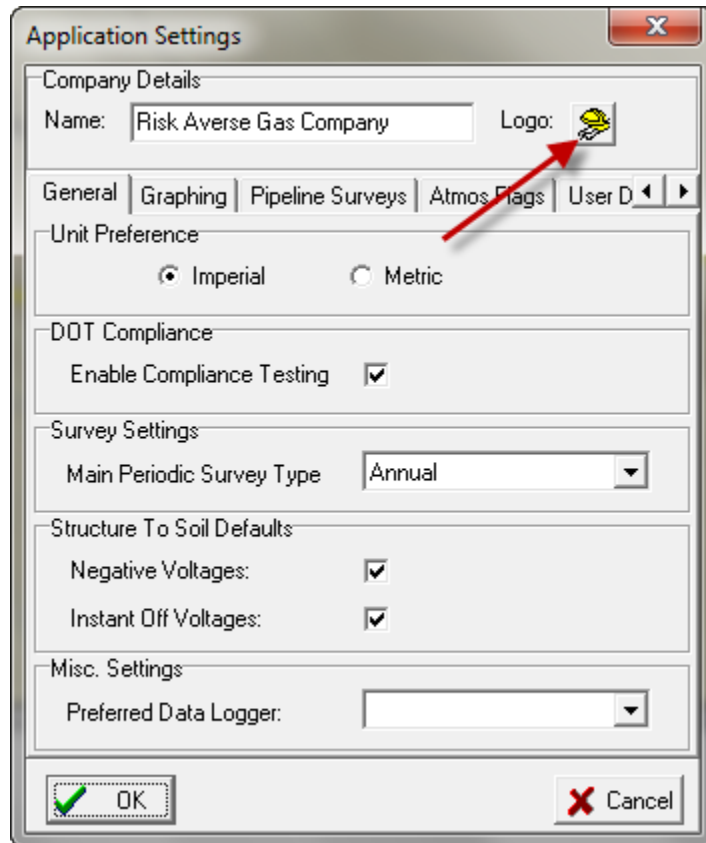 Application Settings
Company Details
Name: Risk Averse Gas Company Logo:
General Graphing Pipeline Surveys Atmos Flags User D
Unit Preference
Imperial Metric
DOT Compliance
Enable Compliance Testing
Survey Settings
Main Periodic Survey Type Annual
Structure To Soil Defaults
Negative Voltages:
Instant Off Voltages:
Misc. Settings
Preferred Data Logger:
OK Cancel